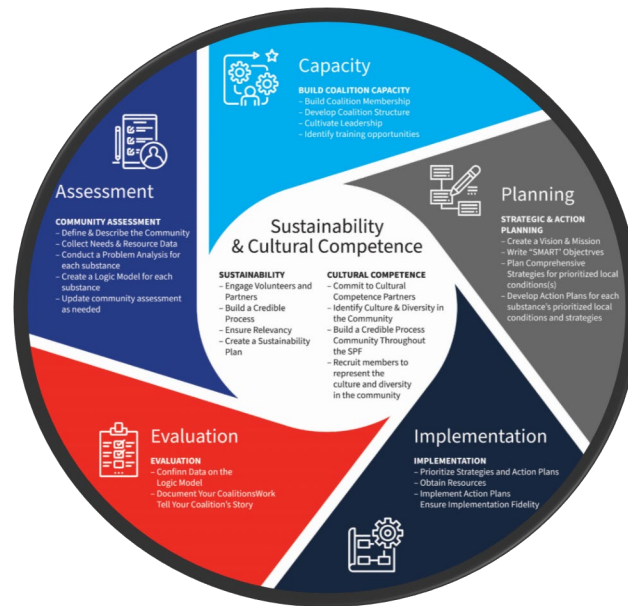 Capacity
BUILD COALITION CAPACITY
– Build Coalition Membership
– Develop Coalition Structure
– Cultivate Leadership
– Identify training opportunities
Assessment
COMMUNITY ASSESSMENT
– Define & Describe the Community
– Collect Needs & Resource Data
– Conduct a Problem Analysis for
each substance
– Create a Logic Model for each
substance
– Update community assessment
as needed
Planning
STRATEGIC & ACTION
PLANNING
– Create a Vision & Mission
– Write "SMART" Objectrves
– Plan Comprehensive
Strategies for prioritized local
conditions(s)
– Develop Action Plans for each
substance's prioritized local
conditions and strategies
Sustainability
& Cultural Competence
SUSTAINABILITY
– Engage Volunteers and
Partners
– Build a Credible
Process
– Ensure Relevancy
– Create a Sustainability
Plan
CULTURAL COMPETENCE
– Commit to Cultural
Competence Partners
– Identify Culture & Diversity in
the Community
– Build a Credible Process
Community Throughout
the SPF
– Recruit members to
represent the
culture and diversity
in the community
Evaluation
EVALUATION
– Confinn Data on the
Logic Model
– Document Your CoalitionsWork
Tell Your Coalition's Story
Implementation
IMPLEMENTATION
– Prioritize Strategies and Action Plans
– Obtain Resources
– Implement Action Plans
Ensure Implementation Fidelity